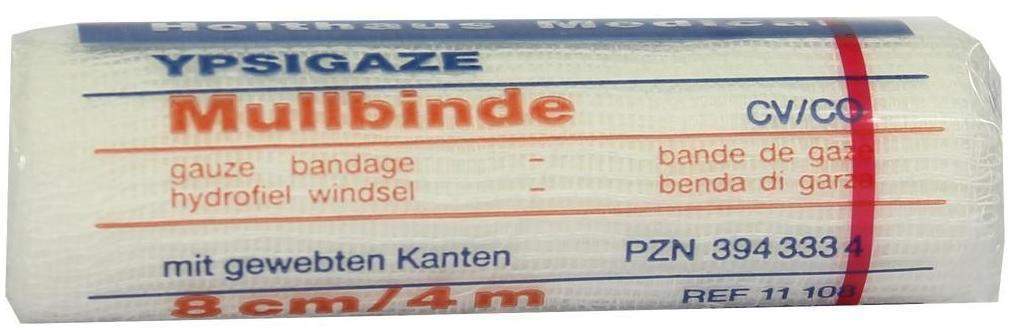 Holthaus Medical
YPSIGAZE
Mullbinde CV/CO
gauze bandage – bande de gaze
hydrofiel windsel – benda di garza
mit gewebten Kanten PZN 394 333 4
8 cm/4 m REF 11 108